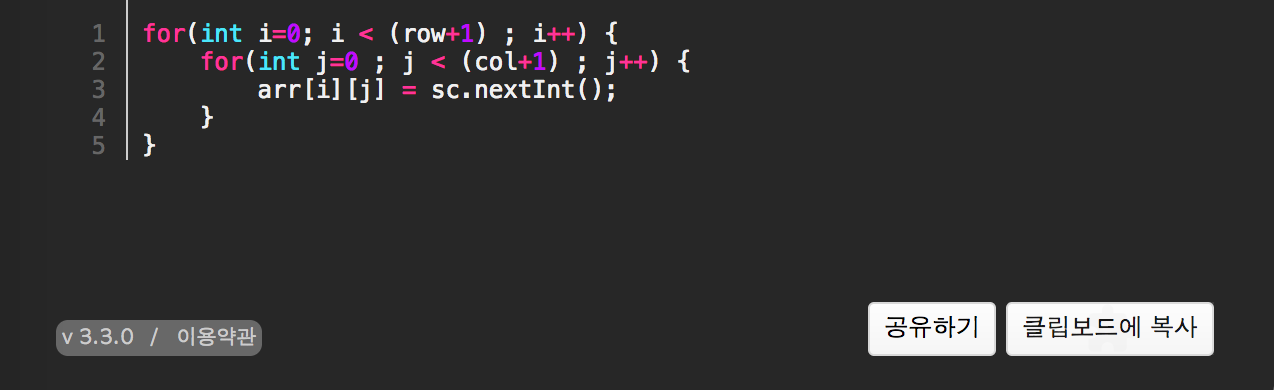 1 for(int i=0; i < (row+1) ; i++) {
2     for(int j=0 ; j < (col+1) ; j++) {
3         arr[i][j] = sc.nextInt();
4     }
5 }
v 3.3.0 / 이용약관
공유하기 클립보드에 복사